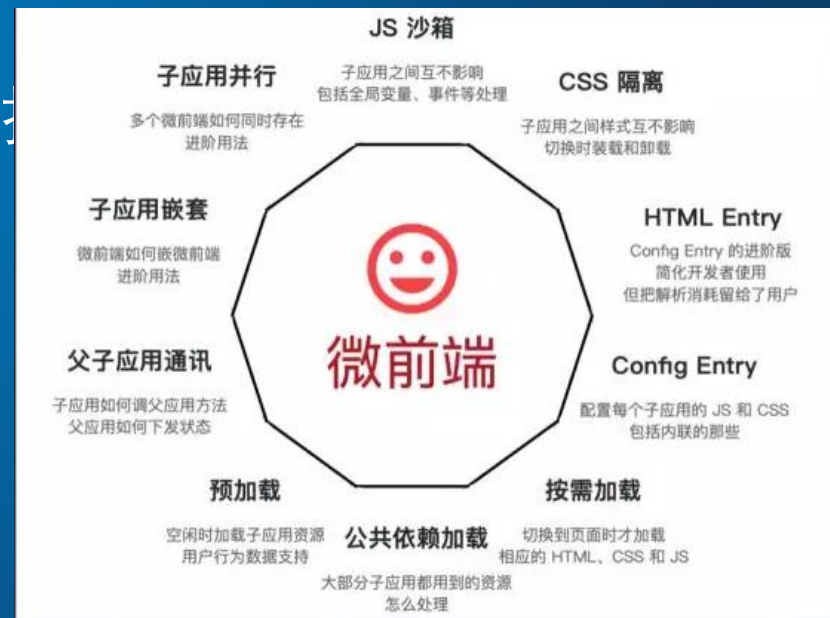 JS 沙箱
子应用之间互不影响
包括全局变量、事件等处理
CSS 隔离
子应用之间样式互不影响
切换时装载和卸载
HTML Entry
Config Entry 的进阶版
简化开发者使用
但把解析消耗留给了用户
Config Entry
配置每个子应用的 JS 和 CSS
包括内联的那些
按需加载
切换到页面时才加载
相应的 HTML、CSS 和 JS
公共依赖加载
大部分子应用都用到的资源
怎么处理
预加载
空闲时加载子应用资源
用户行为数据支持
父子应用通讯
子应用如何调父应用方法
父应用如何下发状态
子应用嵌套
微前端如何嵌微前端
进阶用法
子应用并行
多个微前端如何同时存在
进阶用法
微前端